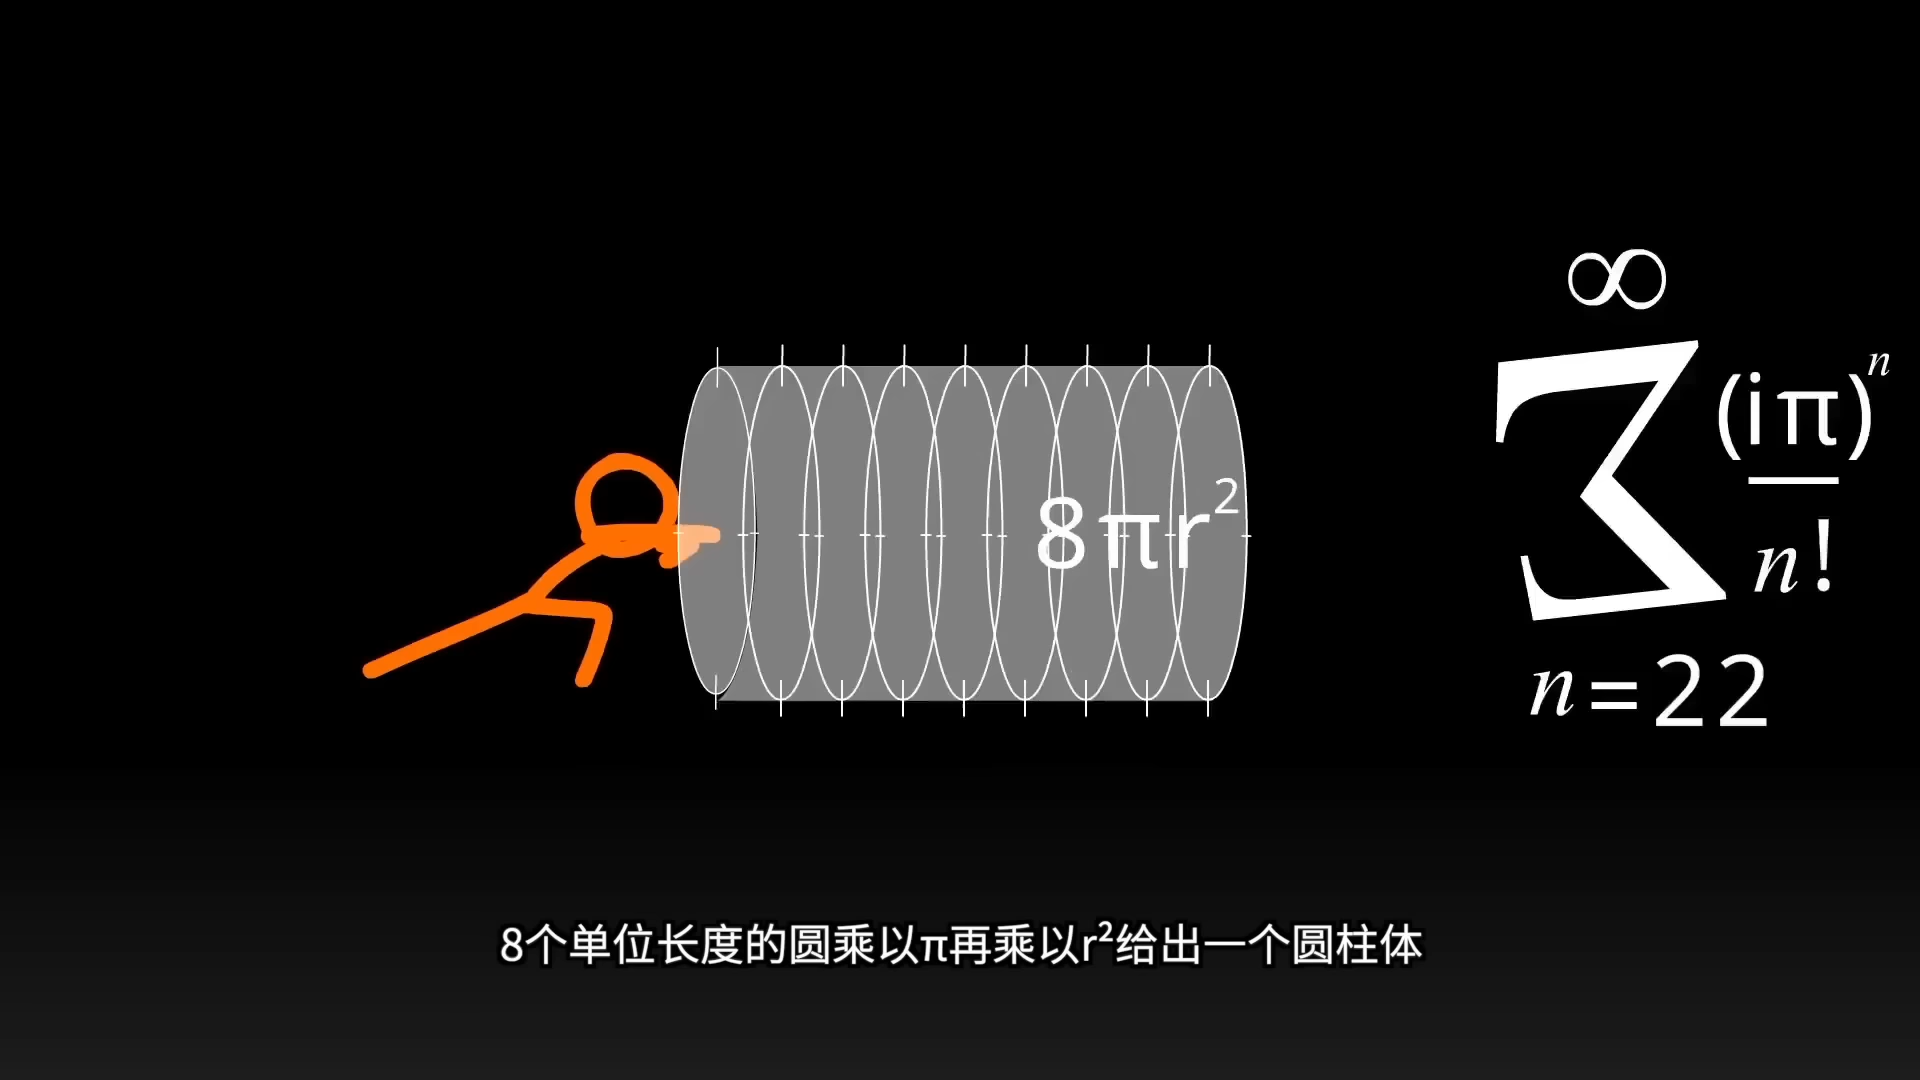 8πr²
∞
Σ (iπ)ⁿ / n!
n=22
8个单位长度的圆乘以π再乘以r²给出一个圆柱体